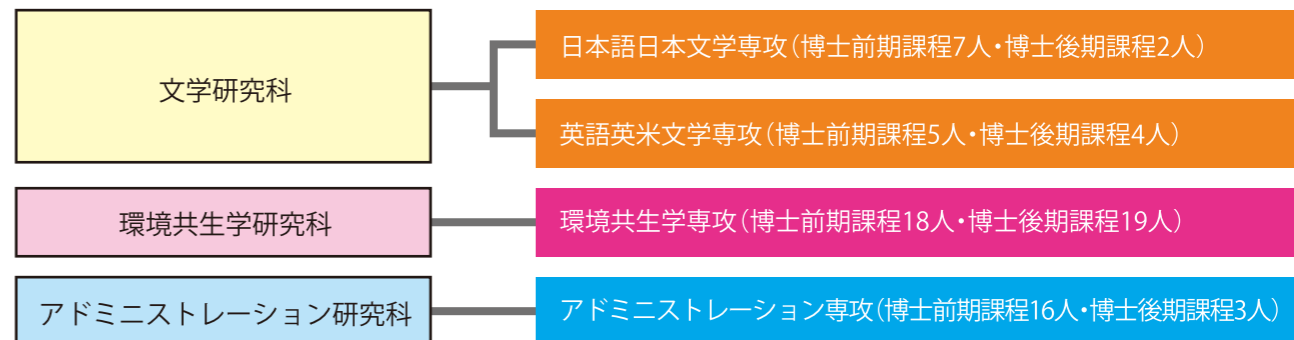 文学研究科
日本語日本文学専攻（博士前期課程7人・博士後期課程2人）
英語英米文学専攻（博士前期課程5人・博士後期課程4人）
環境共生学研究科
環境共生学専攻（博士前期課程18人・博士後期課程19人）
アドミニストレーション研究科
アドミニストレーション専攻（博士前期課程16人・博士後期課程3人）